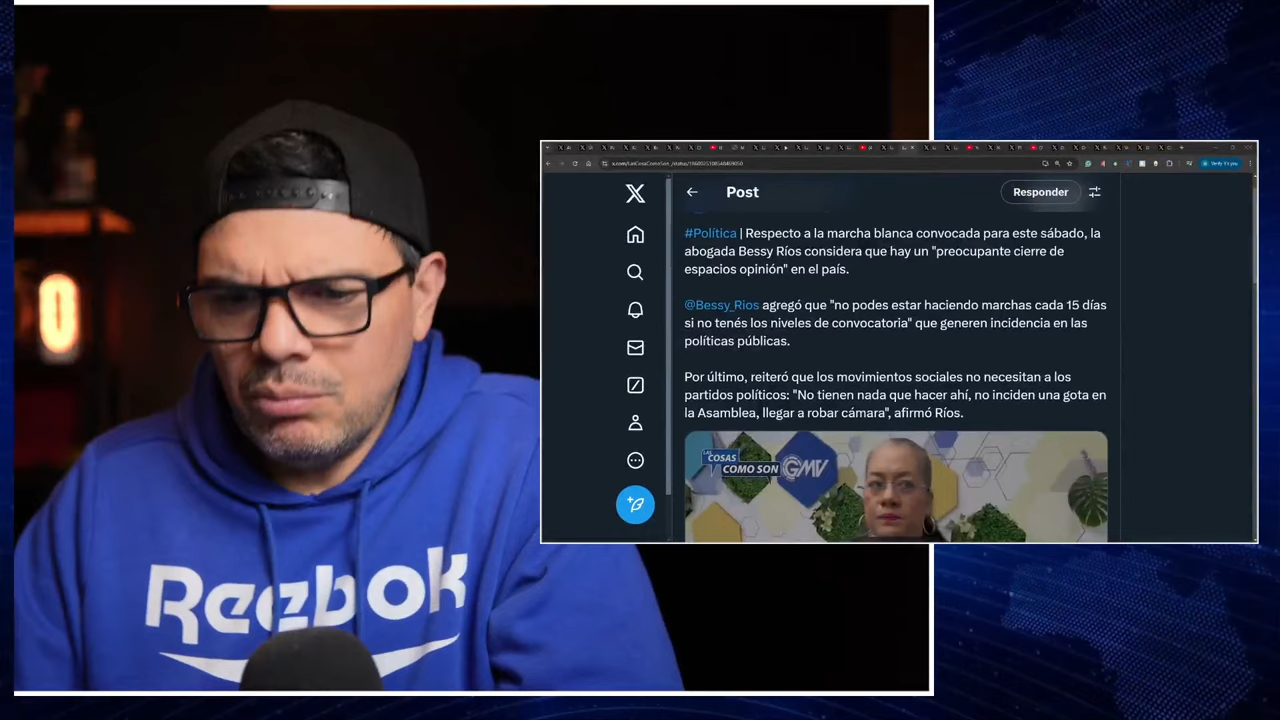 Post
Responder
#Política | Respecto a la marcha blanca convocada para este sábado, la
abogada Bessy Ríos considera que hay un "preocupante cierre de
espacios opinión" en el país.
@Bessy_Rios agregó que "no podes estar haciendo marchas cada 15 días
si no tenés los niveles de convocatoria" que generen incidencia en las
políticas públicas.
Por último, reiteró que los movimientos sociales no necesitan a los
partidos políticos: "No tienen nada que hacer ahí, no inciden una gota en
la Asamblea, llegar a robar cámara", afirmó Ríos.
LAS
COSAS
COMO SON
GMV
Reebok